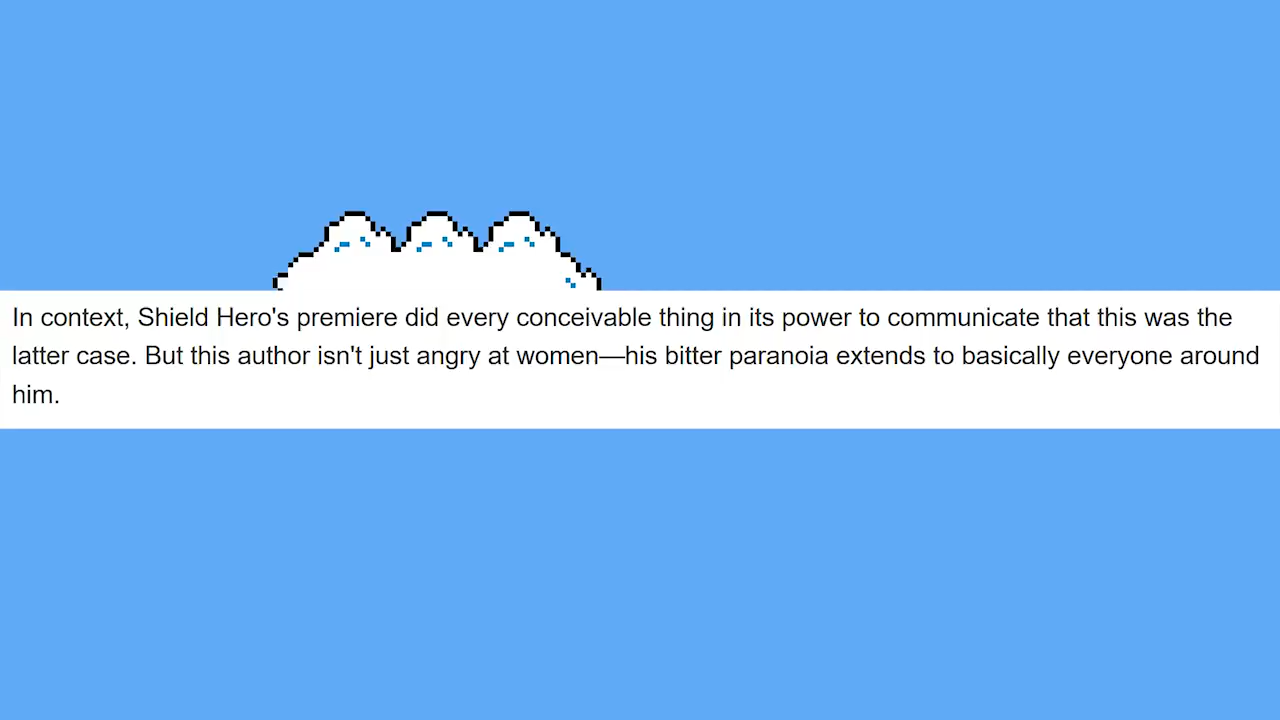 In context, Shield Hero's premiere did every conceivable thing in its power to communicate that this was the
latter case. But this author isn't just angry at women—his bitter paranoia extends to basically everyone around
him.